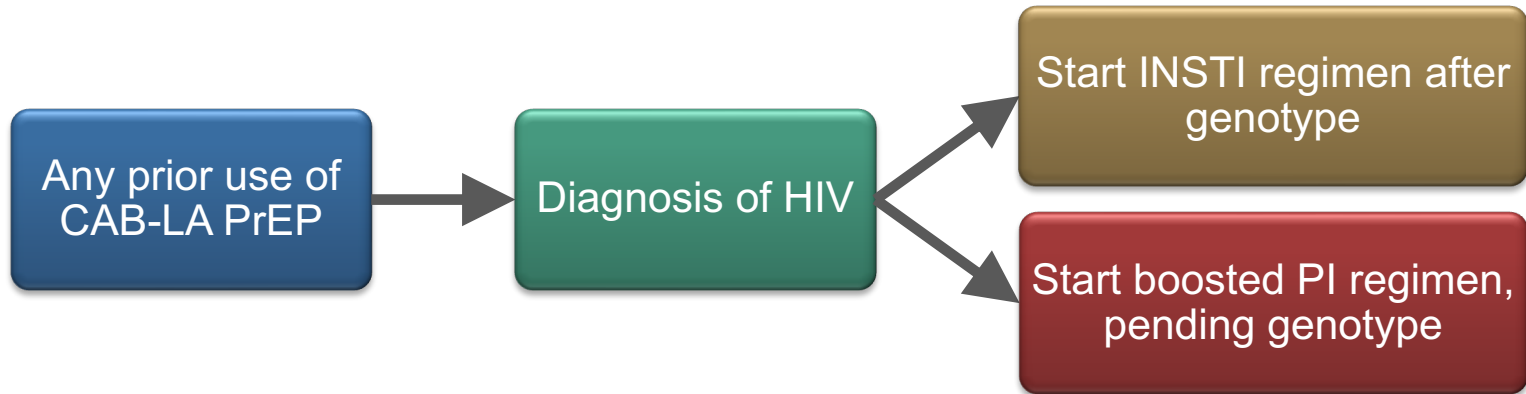 Any prior use of
CAB-LA PrEP
Diagnosis of HIV
Start INSTI regimen after
genotype
Start boosted PI regimen,
pending genotype